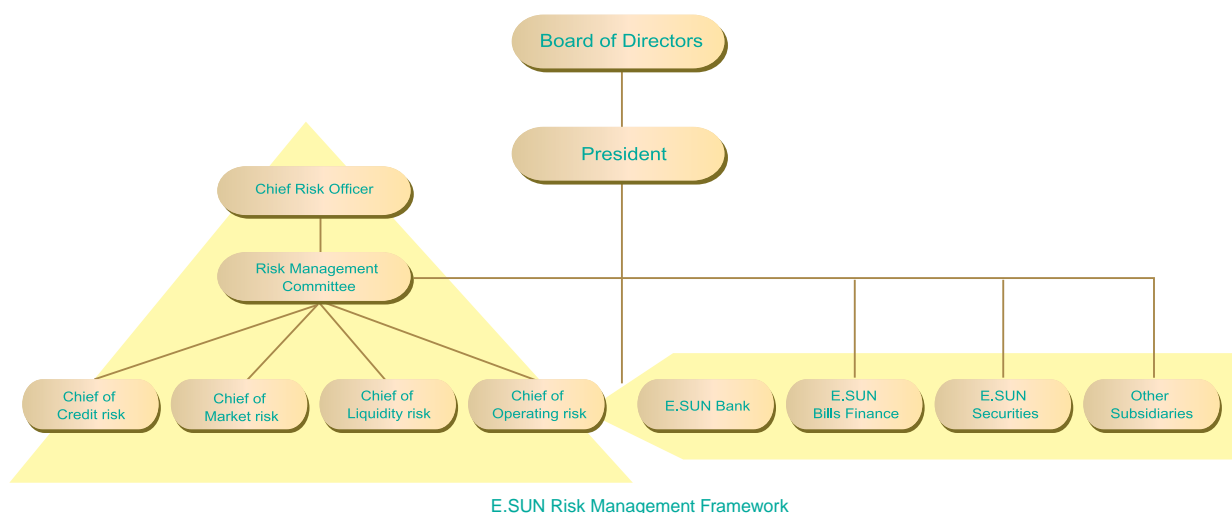 Board of Directors
President
Chief Risk Officer
Risk Management
Committee
Chief of
Credit risk
Chief of
Market risk
Chief of
Liquidity risk
Chief of
Operating risk
E.SUN Bank
E.SUN
Bills Finance
E.SUN
Securities
Other
Subsidiaries
E.SUN Risk Management Framework